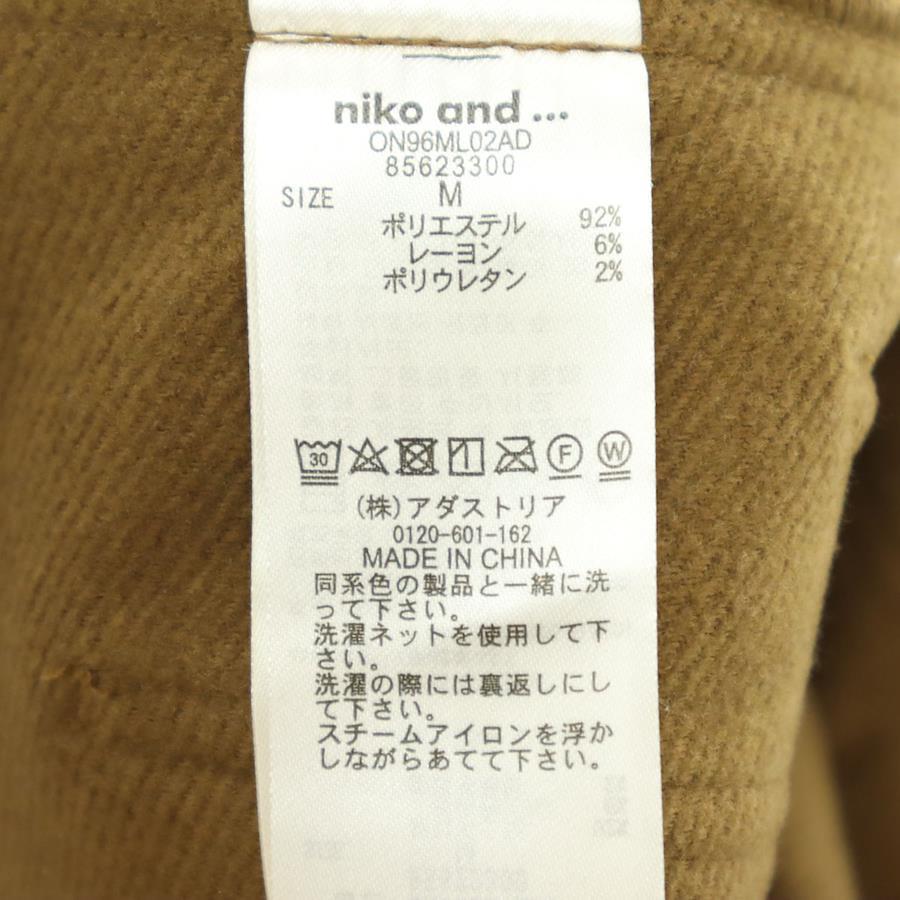 niko and ...
ON96ML02AD
85623300
SIZE M
ポリエステル 92%
レーヨン 6%
ポリウレタン 2%
30 F W
(株)アダストリア
0120-601-162
MADE IN CHINA
同系色の製品と一緒に洗
って下さい。
洗濯ネットを使用して下
さい。
洗濯の際には裏返しにし
て下さい。
スチームアイロンを浮か
しながらあてて下さい。